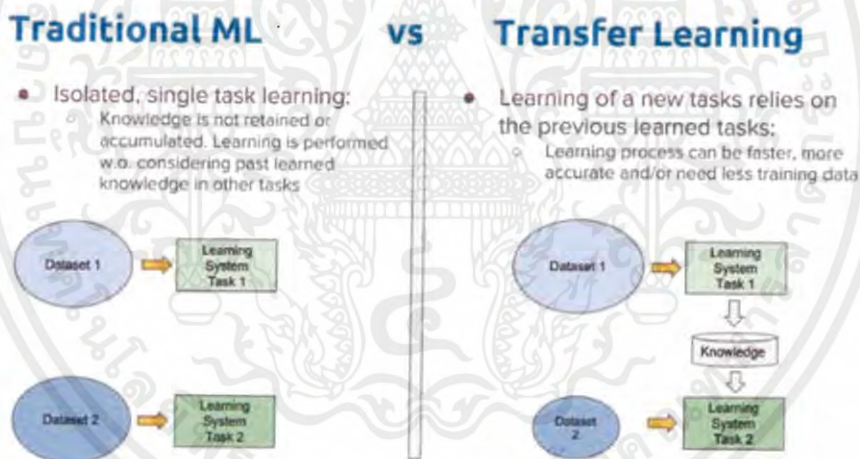 Traditional ML vs Transfer Learning
• Isolated, single task learning:
○ Knowledge is not retained or
accumulated. Learning is performed
w.o. considering past learned
knowledge in other tasks
Dataset 1
Learning
System
Task 1
Dataset 2
Learning
System
Task 2
• Learning of a new tasks relies on
the previous learned tasks:
○ Learning process can be faster, more
accurate and/or need less training data
Dataset 1
Learning
System
Task 1
Knowledge
Dataset
2
Learning
System
Task 2